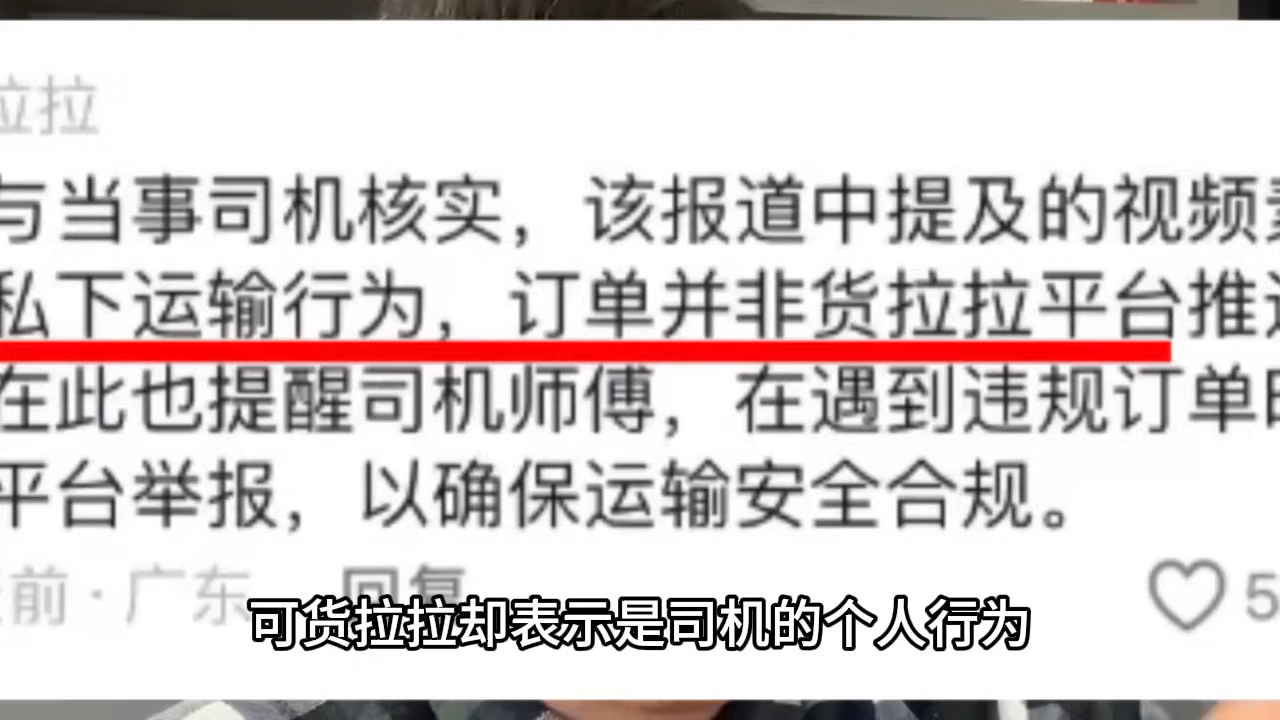 拉拉
与当事司机核实，该报道中提及的视频
私下运输行为，订单并非货拉拉平台推
在此也提醒司机师傅，在遇到违规订单
平台举报，以确保运输安全合规。
前·广东 回复 5
可货拉拉却表示是司机的个人行为